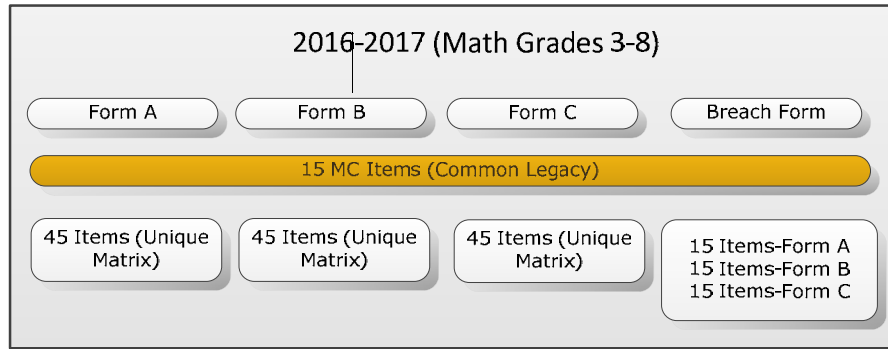 2016-2017 (Math Grades 3-8)
Form A
Form B
Form C
Breach Form
15 MC Items (Common Legacy)
45 Items (Unique
Matrix)
45 Items (Unique
Matrix)
45 Items (Unique
Matrix)
15 Items-Form A
15 Items-Form B
15 Items-Form C